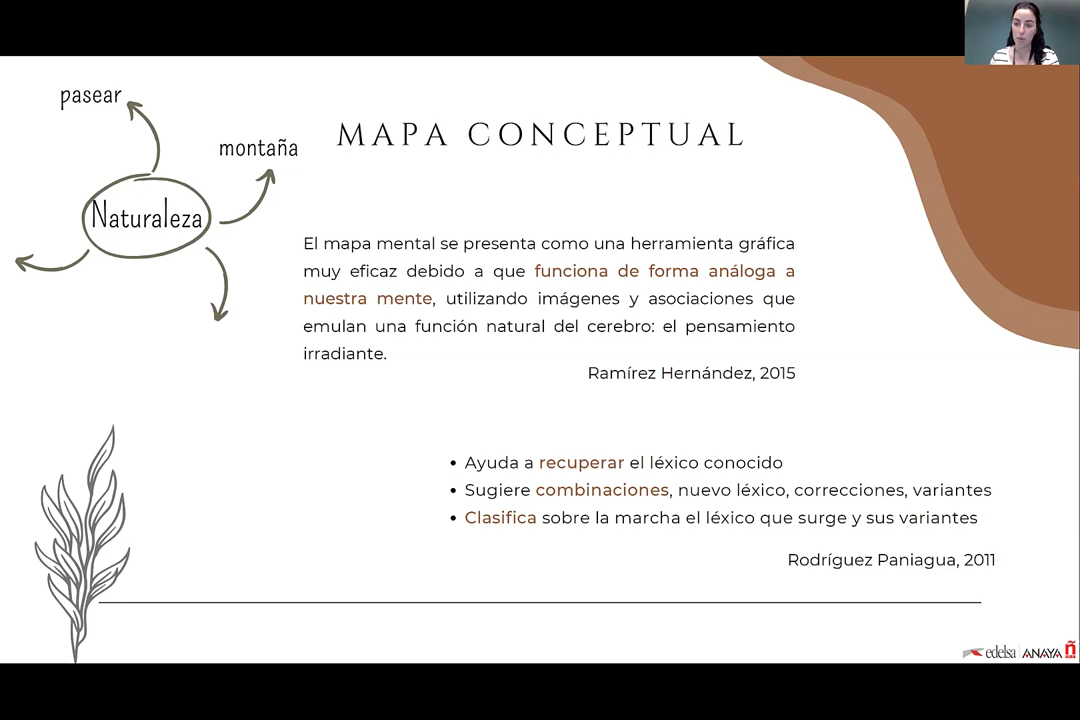 pasear
montaña
Naturaleza
MAPA CONCEPTUAL
El mapa mental se presenta como una herramienta gráfica
muy eficaz debido a que funciona de forma análoga a
nuestra mente, utilizando imágenes y asociaciones que
emulan una función natural del cerebro: el pensamiento
irradiante.
Ramírez Hernández, 2015
• Ayuda a recuperar el léxico conocido
• Sugiere combinaciones, nuevo léxico, correcciones, variantes
• Clasifica sobre la marcha el léxico que surge y sus variantes
Rodríguez Paniagua, 2011
edelsa ANAYA ñ